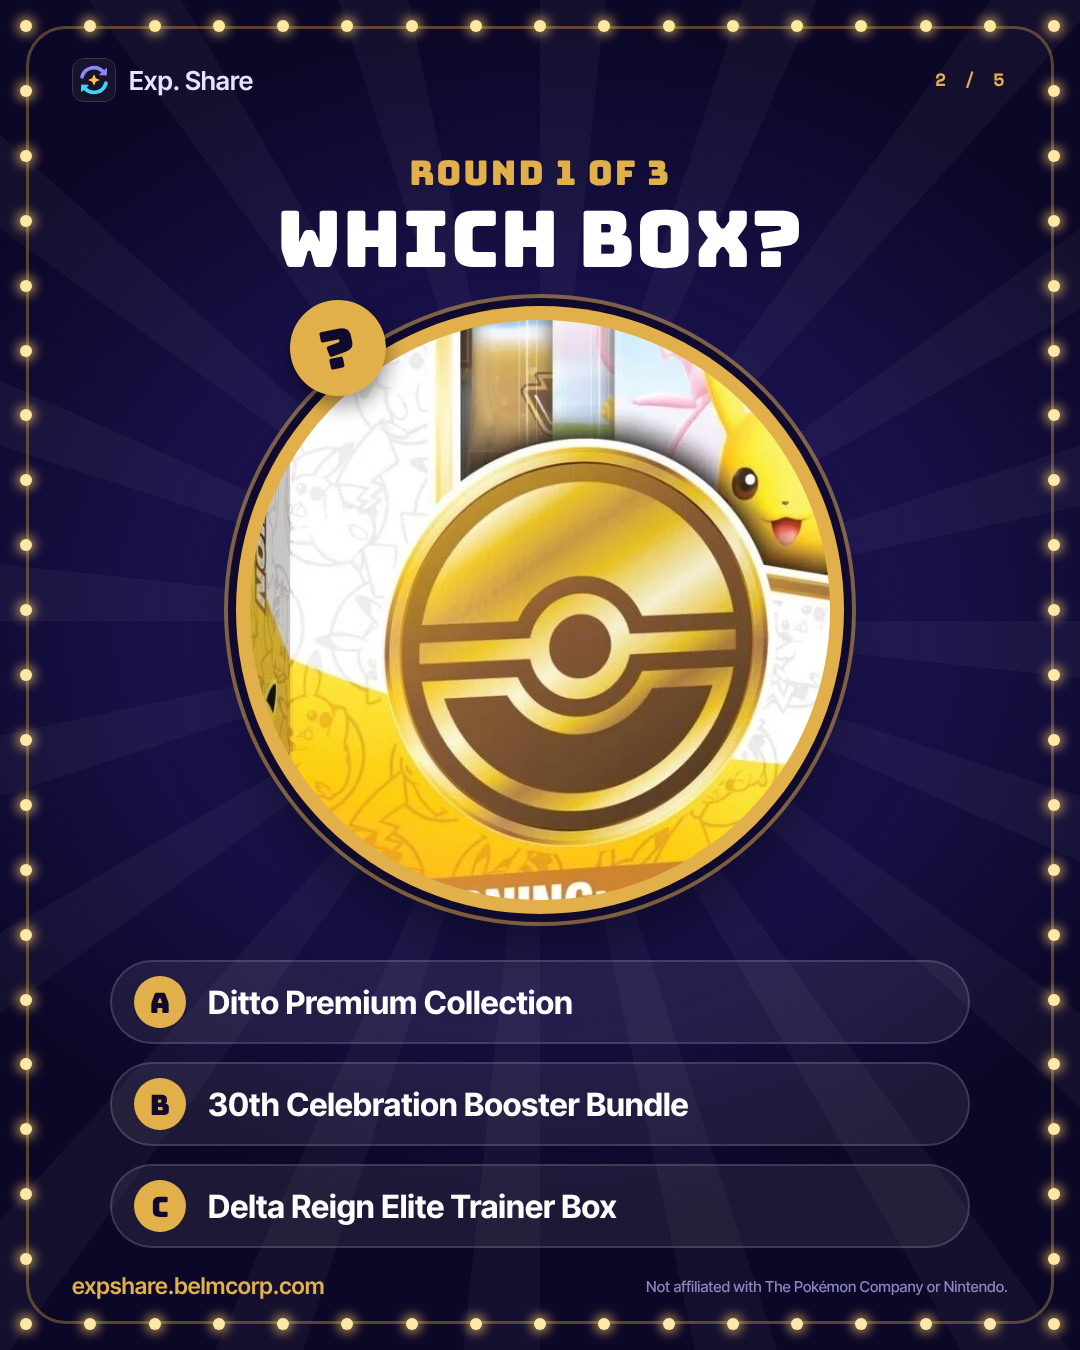 Exp. Share
2 / 5
ROUND 1 OF 3
WHICH BOX?
?
A Ditto Premium Collection
B 30th Celebration Booster Bundle
C Delta Reign Elite Trainer Box
expshare.belmcorp.com
Not affiliated with The Pokémon Company or Nintendo.